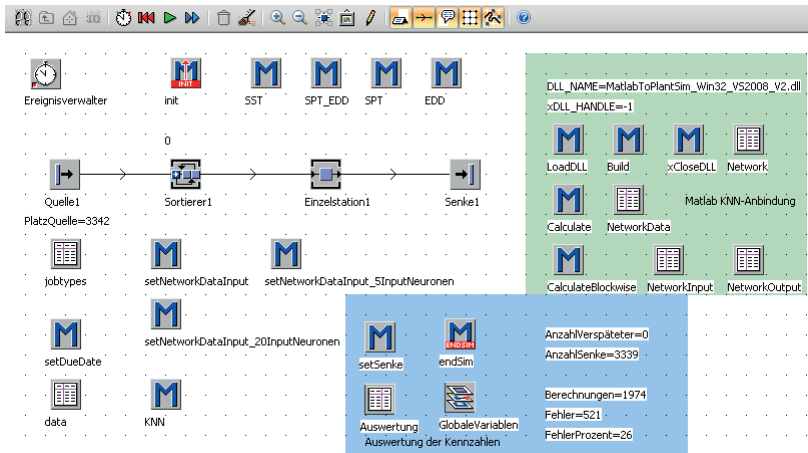 DLL_NAME=MatlabToPlantSim_Win32_VS2008_V2.dll
Ereignisverwalter
init
INIT
SST
SPT_EDD
SPT
EDD
xDLL_HANDLE=-1
0
LoadDLL
Build
xCloseDLL
Network
Quelle1
Sortierer1
Einzelstation1
Senke1
Matlab KNN-Anbindung
PlatzQuelle=3342
Calculate
NetworkData
jobtypes
setNetworkDataInput
setNetworkDataInput_5InputNeuronen
CalculateBlockwise
NetworkInput
NetworkOutput
setNetworkDataInput_20InputNeuronen
setDueDate
setSenke
ENDSIM
endSim
AnzahlVerspäteter=0
AnzahlSenke=3339
data
KNN
Auswertung
GlobaleVariablen
Berechnungen=1974
Fehler=521
FehlerProzent=26
Auswertung der Kennzahlen